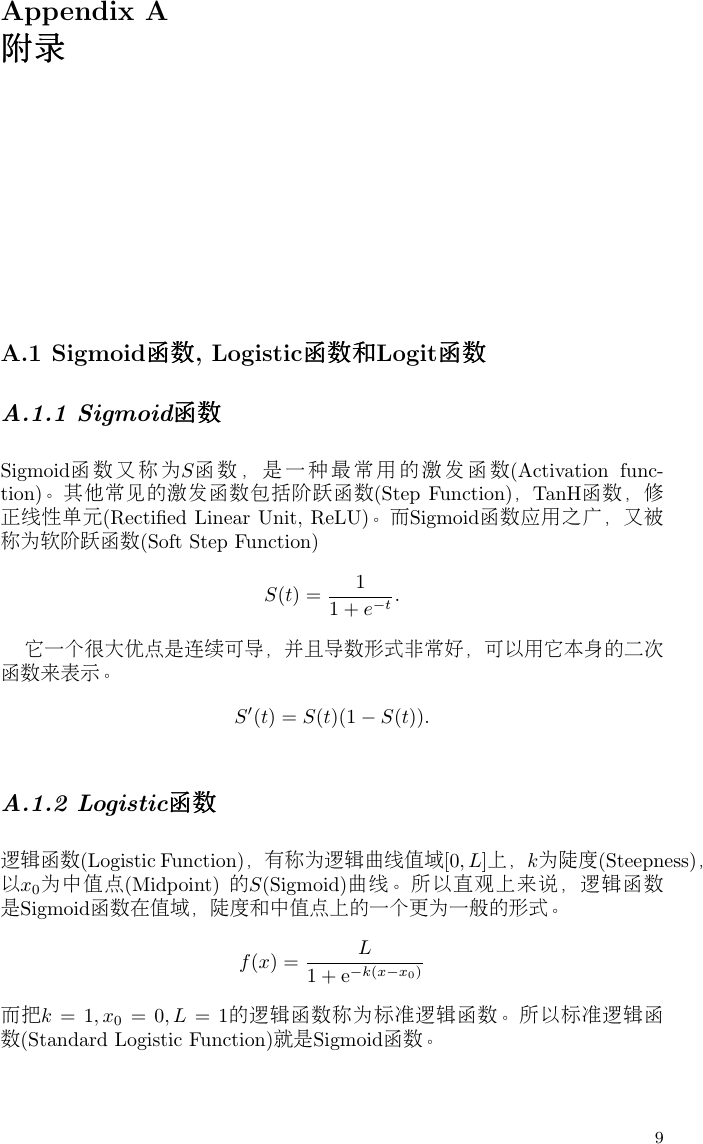 Appendix A
附录
A.1 Sigmoid函数, Logistic函数和Logit函数
A.1.1 Sigmoid函数
Sigmoid函数又称为S函数，是一种最常用的激发函数(Activation func-
tion)。其他常见的激发函数包括阶跃函数(Step Function)，TanH函数，修
正线性单元(Rectified Linear Unit, ReLU)。而Sigmoid函数应用之广，又被
称为软阶跃函数(Soft Step Function)
S(t) = \frac{1}{1 + e^{-t}}.
它一个很大优点是连续可导，并且导数形式非常好，可以用它本身的二次
函数来表示。
S′(t) = S(t)(1 − S(t)).
A.1.2 Logistic函数
逻辑函数(Logistic Function)，有称为逻辑曲线值域[0, L]上，k为陡度(Steepness)，
以x₀为中值点(Midpoint) 的S(Sigmoid)曲线。所以直观上来说，逻辑函数
是Sigmoid函数在值域，陡度和中值点上的一个更为一般的形式。
f(x) = \frac{L}{1 + e^{-k(x-x_0)}}
而把k = 1, x₀ = 0, L = 1的逻辑函数称为标准逻辑函数。所以标准逻辑函
数(Standard Logistic Function)就是Sigmoid函数。
9